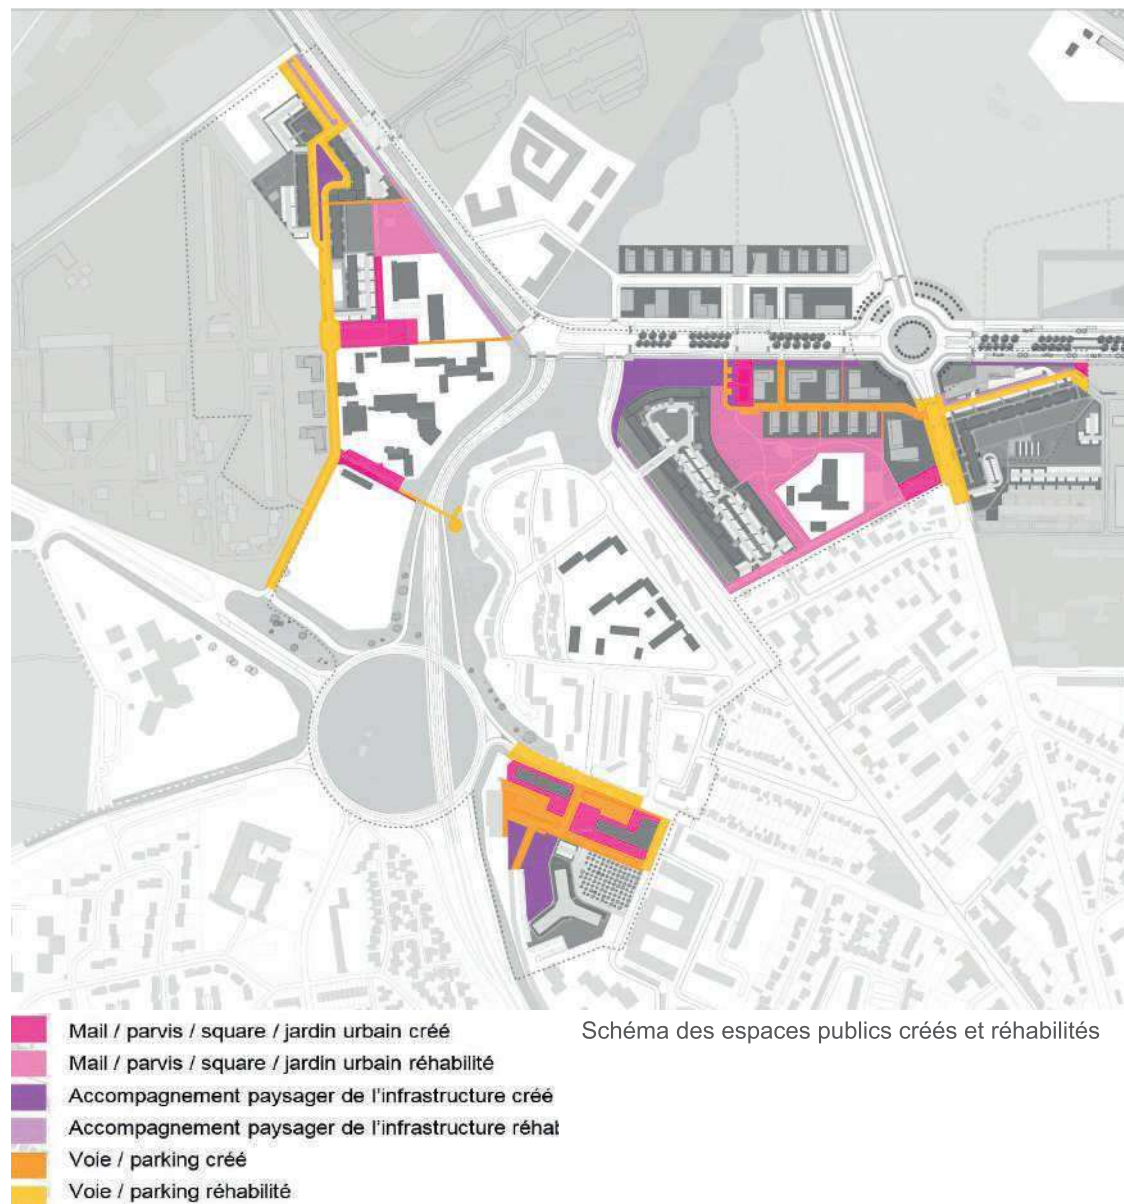 Mail / parvis / square / jardin urbain créé
Schéma des espaces publics créés et réhabilités
Mail / parvis / square / jardin urbain réhabilité
Accompagnement paysager de l'infrastructure créé
Accompagnement paysager de l'infrastructure réhal
Voie / parking créé
Voie / parking réhabilité